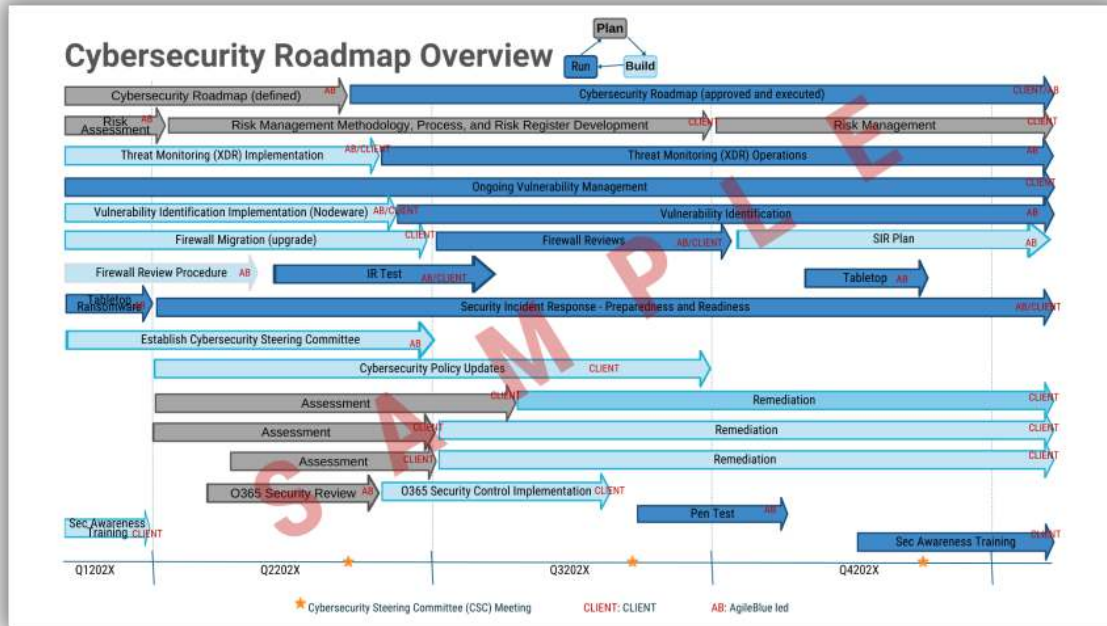 Cybersecurity Roadmap Overview
Plan
Run
Build
Cybersecurity Roadmap (defined) AB
Cybersecurity Roadmap (approved and executed) CLIENT/AB
Risk
Assessment AB
Risk Management Methodology, Process, and Risk Register Development CLIENT
Risk Management CLIENT
Threat Monitoring (XDR) Implementation AB/CLIENT
Threat Monitoring (XDR) Operations AB
Ongoing Vulnerability Management CLIENT
Vulnerability Identification Implementation (Nodeware) AB/CLIENT
Vulnerability Identification AB
Firewall Migration (upgrade) CLIENT
Firewall Reviews AB/CLIENT
SIR Plan AB
Firewall Review Procedure AB
IR Test AB/CLIENT
Tabletop AB
Tabletop
Ransomware AB
Security Incident Response - Preparedness and Readiness AB/CLIENT
Establish Cybersecurity Steering Committee AB
Cybersecurity Policy Updates CLIENT
Assessment CLIENT
Remediation CLIENT
Assessment CLIENT
Remediation CLIENT
Assessment CLIENT
Remediation CLIENT
O365 Security Review AB
O365 Security Control Implementation CLIENT
Pen Test AB
Sec Awareness
Training CLIENT
Sec Awareness Training CLIENT
SAMPLE
Q1202X
Q2202X
Q3202X
Q4202X
Cybersecurity Steering Committee (CSC) Meeting
CLIENT: CLIENT
AB: AgileBlue led